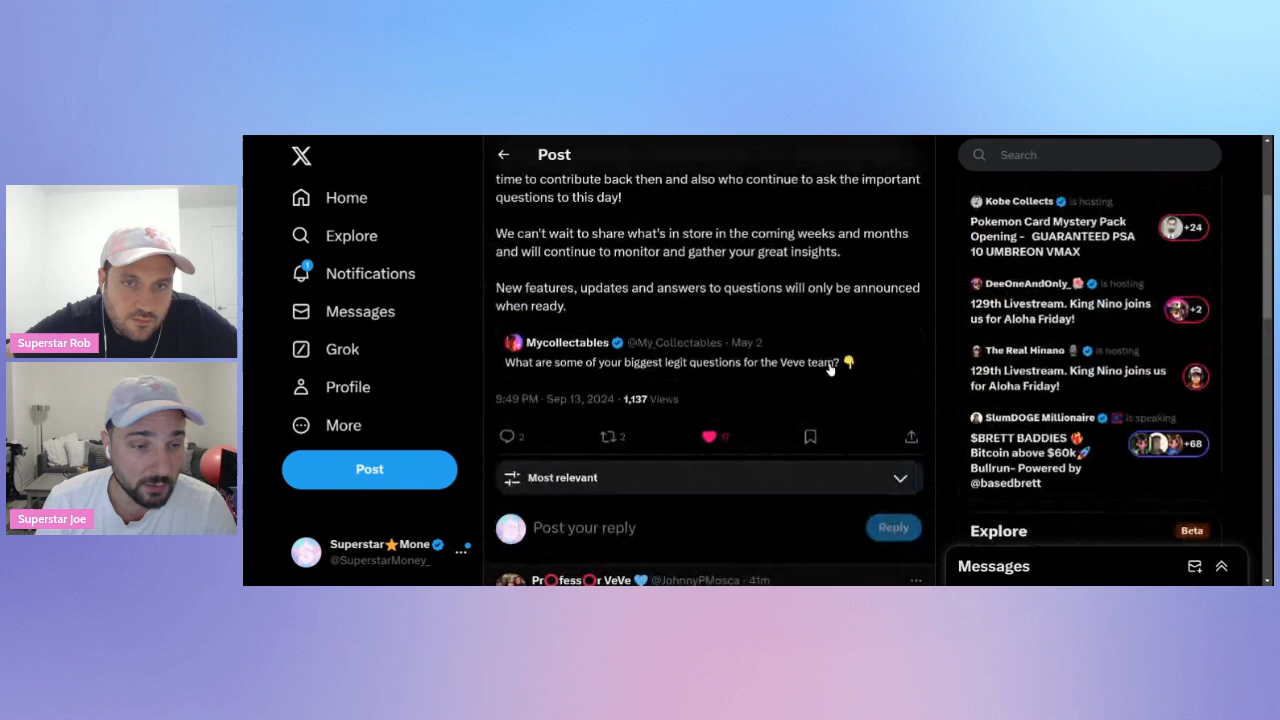 Superstar Rob
Superstar Joe
Home
Explore
1
Notifications
Messages
Grok
Profile
More
Post
Superstar⭐Mone
@SuperstarMoney_
Post
time to contribute back then and also who continue to ask the important
questions to this day!
We can't wait to share what's in store in the coming weeks and months
and will continue to monitor and gather your great insights.
New features, updates and answers to questions will only be announced
when ready.
Mycollectables @My_Collectables · May 2
What are some of your biggest legit questions for the Veve team? 👇
9:49 PM · Sep 13, 2024 · 1,137 Views
2 2 17
Most relevant
Post your reply
Reply
Pr⭕fess⭕r VeVe 💙 @JohnnyPMosca · 41m
Search
Kobe Collects is hosting
Pokemon Card Mystery Pack
Opening - GUARANTEED PSA
10 UMBREON VMAX
+24
DeeOneAndOnly_ is hosting
129th Livestream. King Nino joins
us for Aloha Friday!
+2
The Real Hinano is hosting
129th Livestream. King Nino joins
us for Aloha Friday!
SlumDOGE Millionaire is speaking
$BRETT BADDIES
Bitcoin above $60k🚀
Bullrun- Powered by
@basedbrett
+68
Explore
Beta
Messages